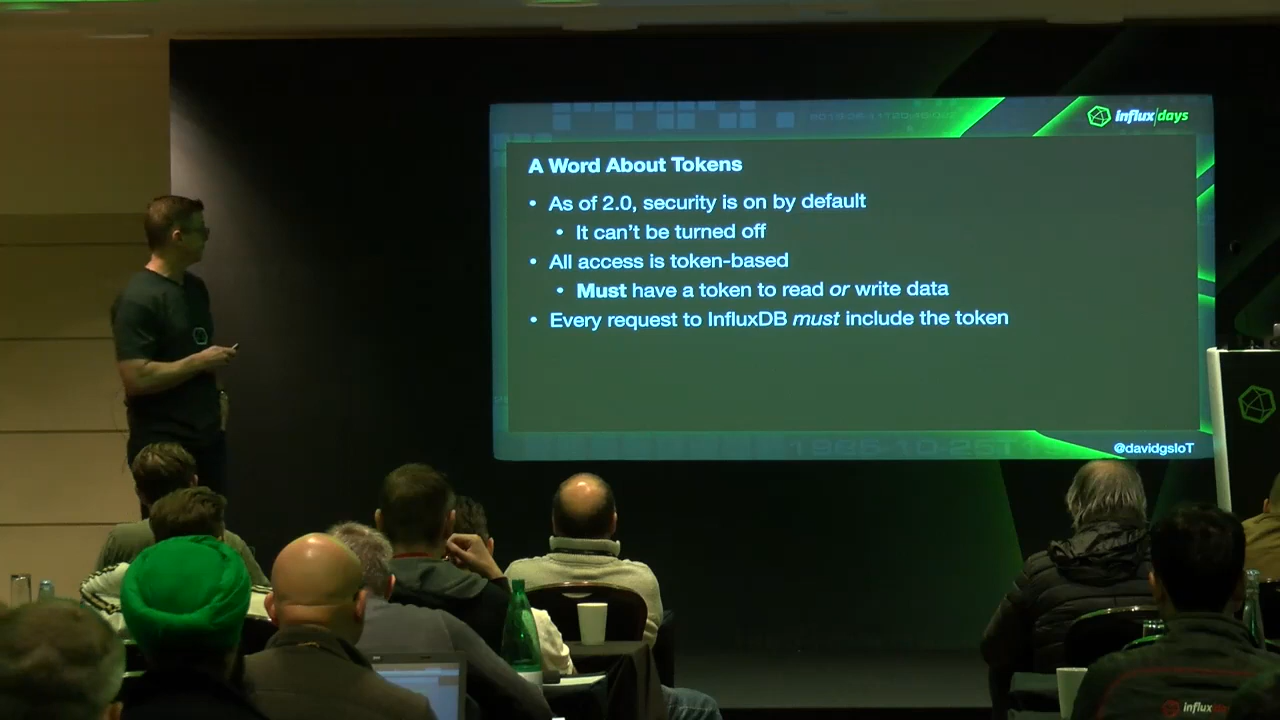 influx|days
A Word About Tokens
• As of 2.0, security is on by default
• It can't be turned off
• All access is token-based
• Must have a token to read or write data
• Every request to InfluxDB must include the token
@davidgsIoT
influx